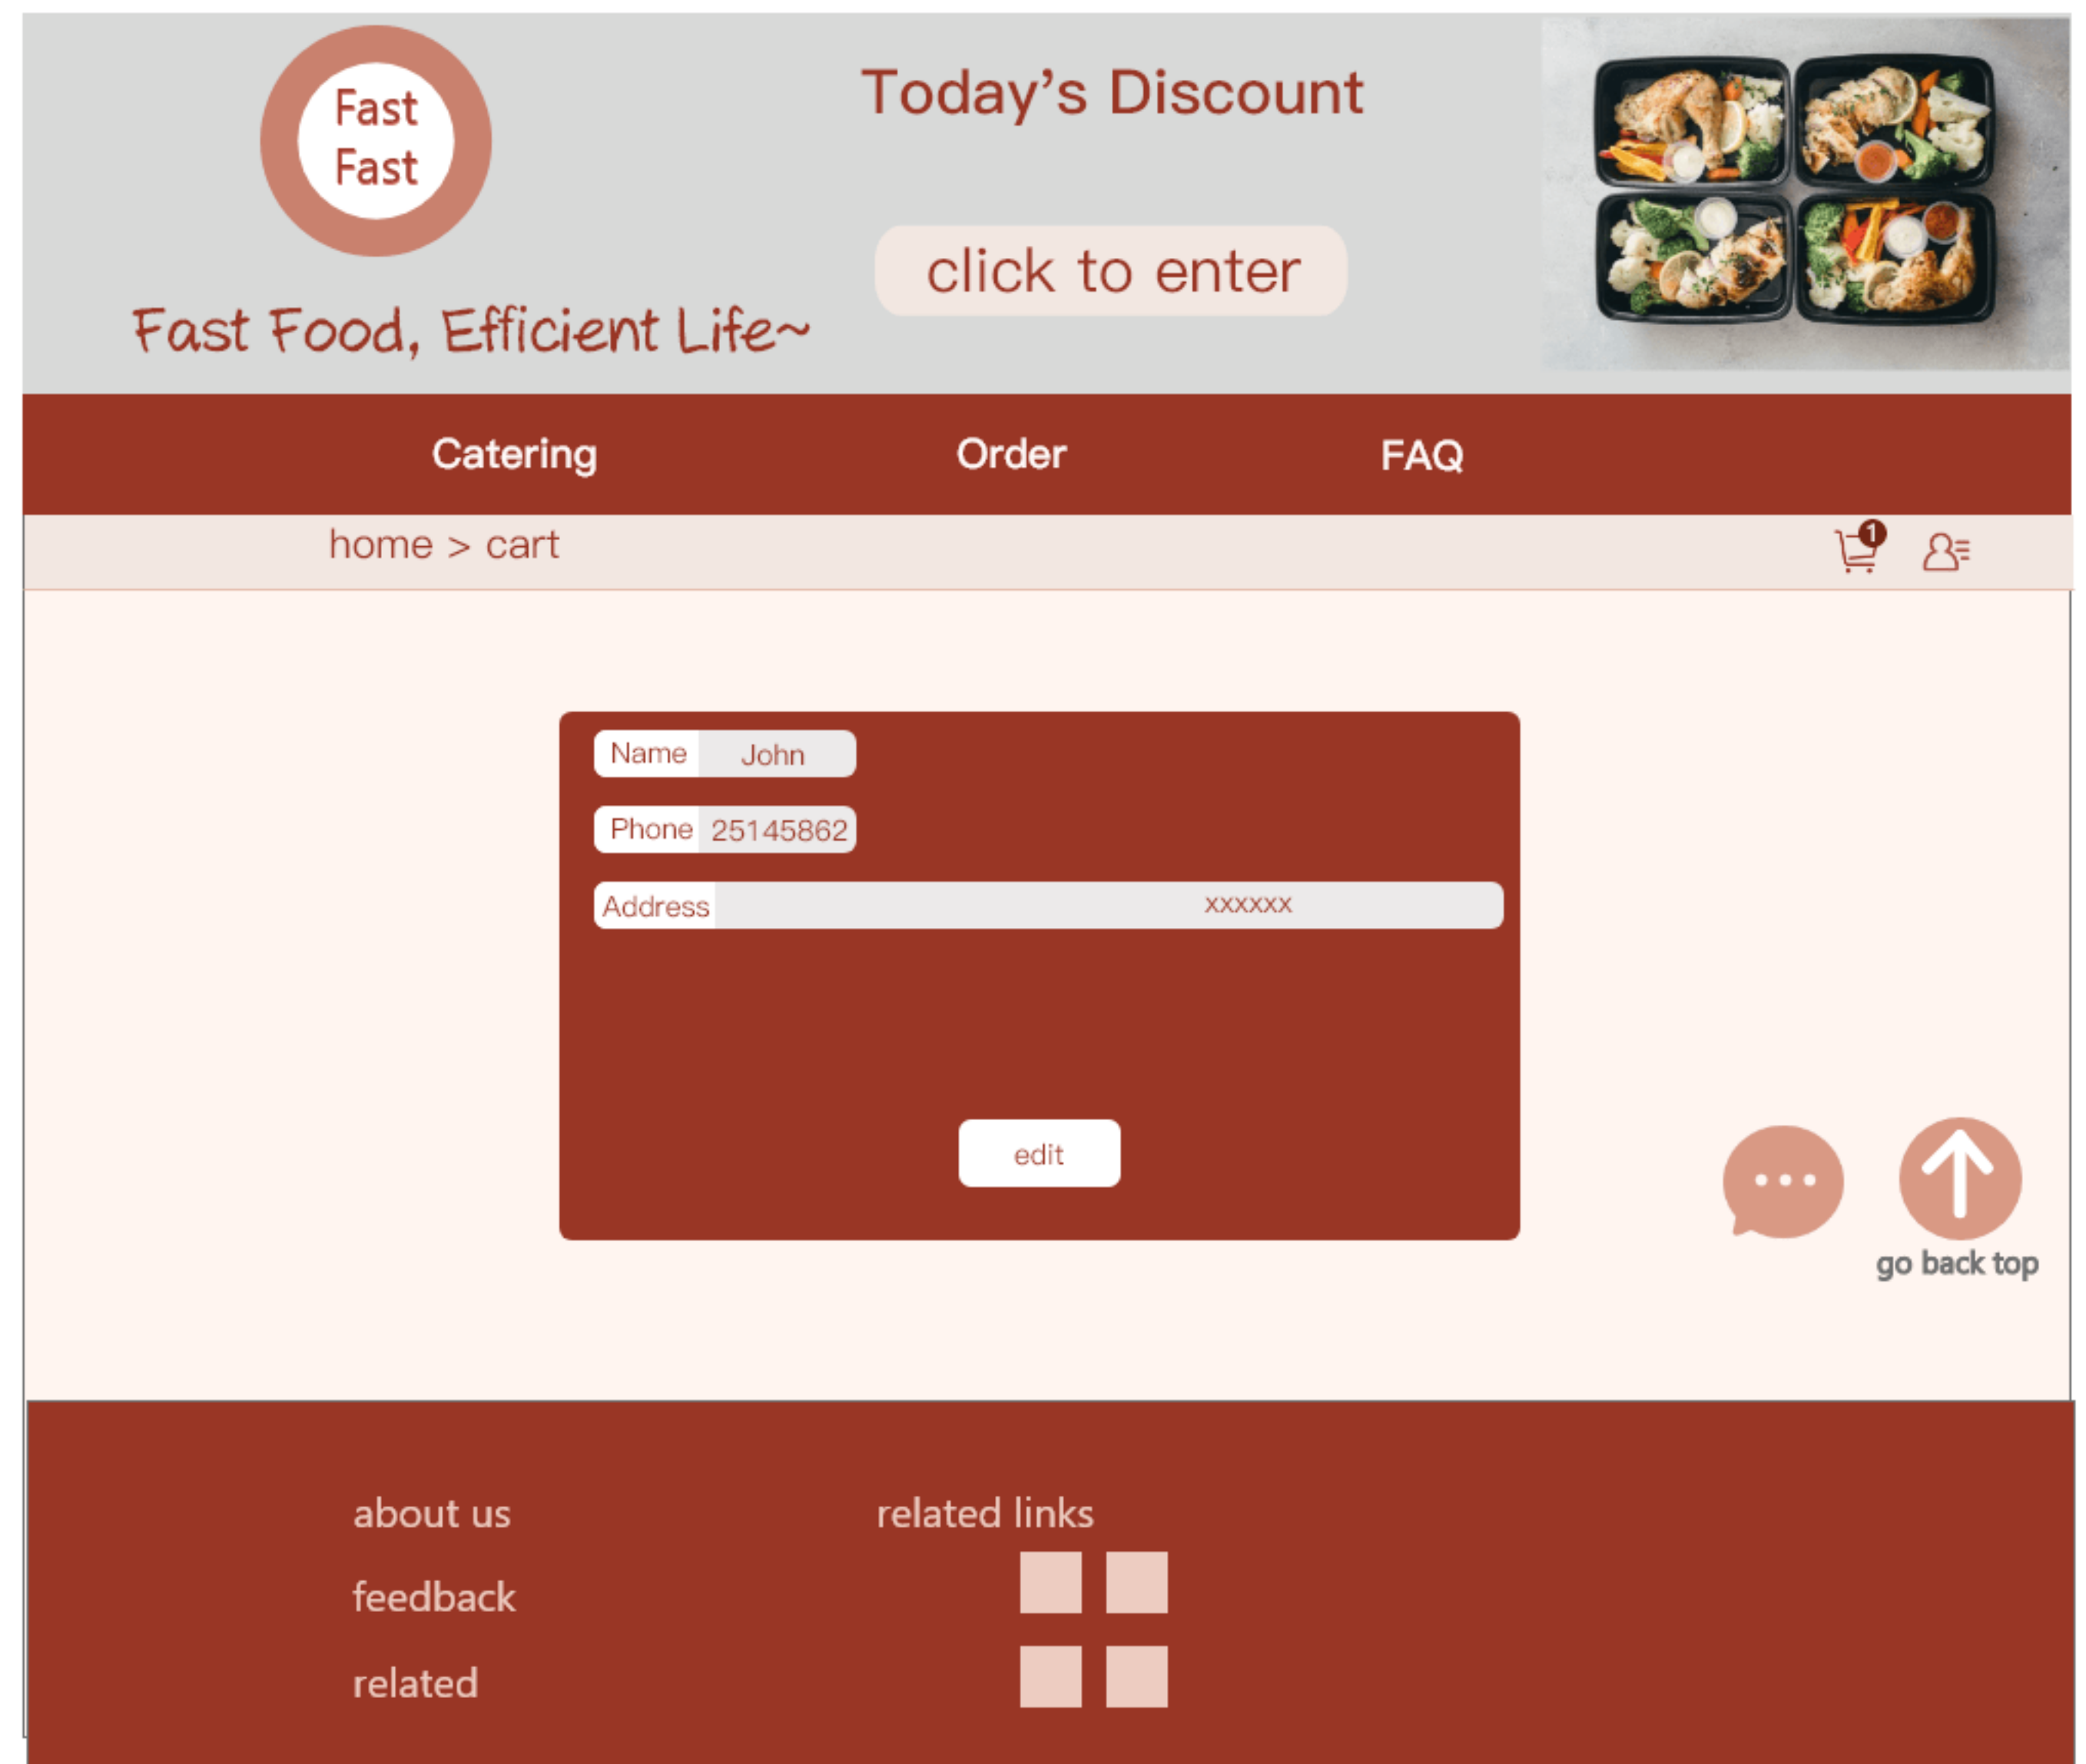 Fast
Fast
Fast Food, Efficient Life~
Today's Discount
click to enter
Catering
Order
FAQ
home > cart
1
Name John
Phone 25145862
Address xxxxxx
edit
go back top
about us
feedback
related
related links